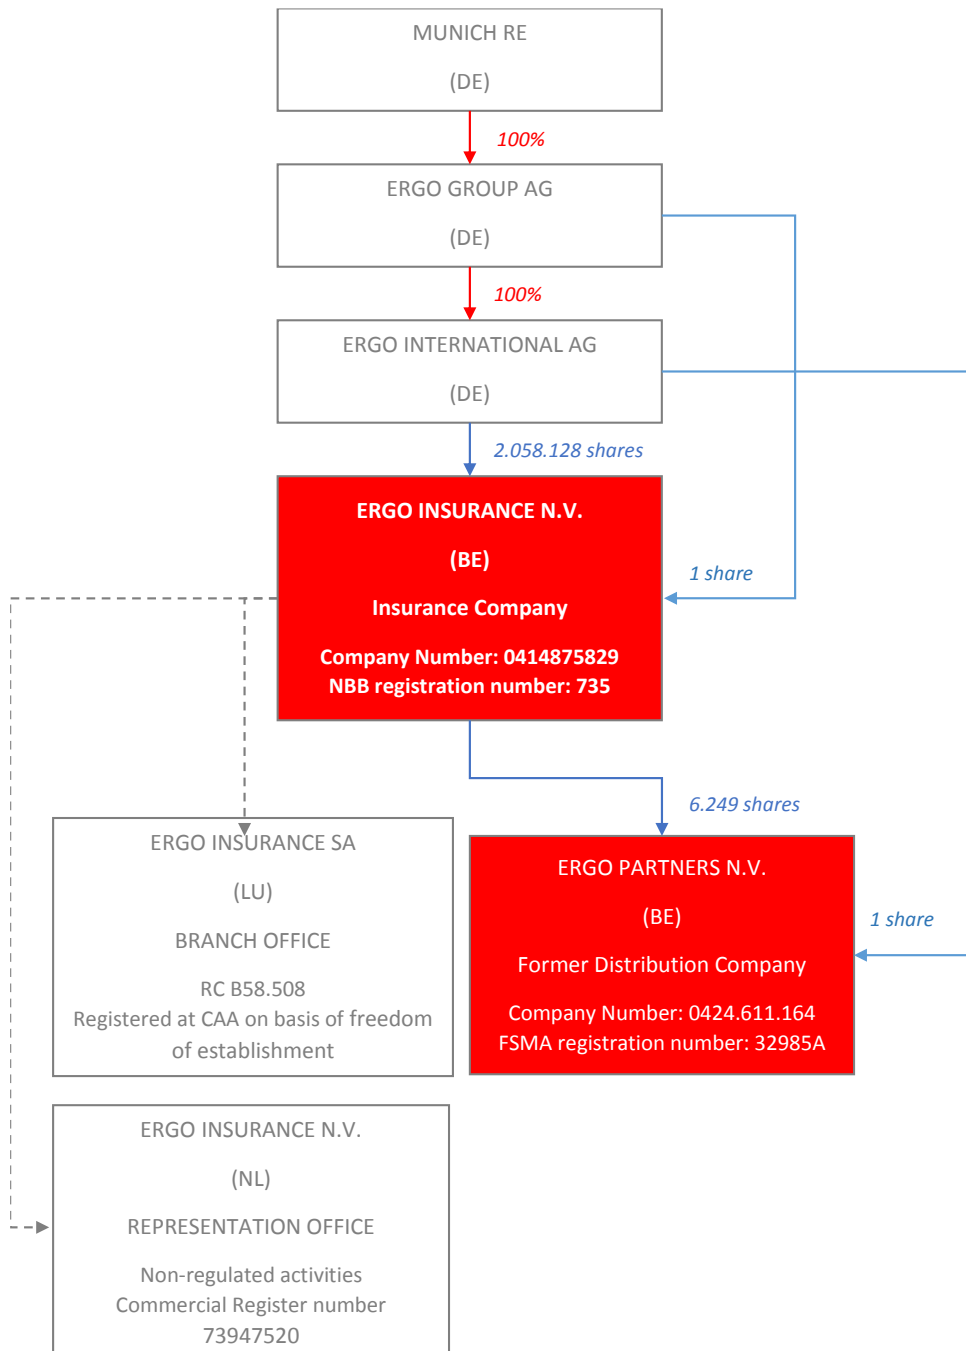 MUNICH RE
(DE)
100%
ERGO GROUP AG
(DE)
100%
ERGO INTERNATIONAL AG
(DE)
2.058.128 shares
ERGO INSURANCE N.V.
(BE)
1 share
Insurance Company
Company Number: 0414875829
NBB registration number: 735
6.249 shares
ERGO INSURANCE SA
(LU)
BRANCH OFFICE
RC B58.508
Registered at CAA on basis of freedom
of establishment
ERGO PARTNERS N.V.
(BE)
1 share
Former Distribution Company
Company Number: 0424.611.164
FSMA registration number: 32985A
ERGO INSURANCE N.V.
(NL)
REPRESENTATION OFFICE
Non-regulated activities
Commercial Register number
73947520